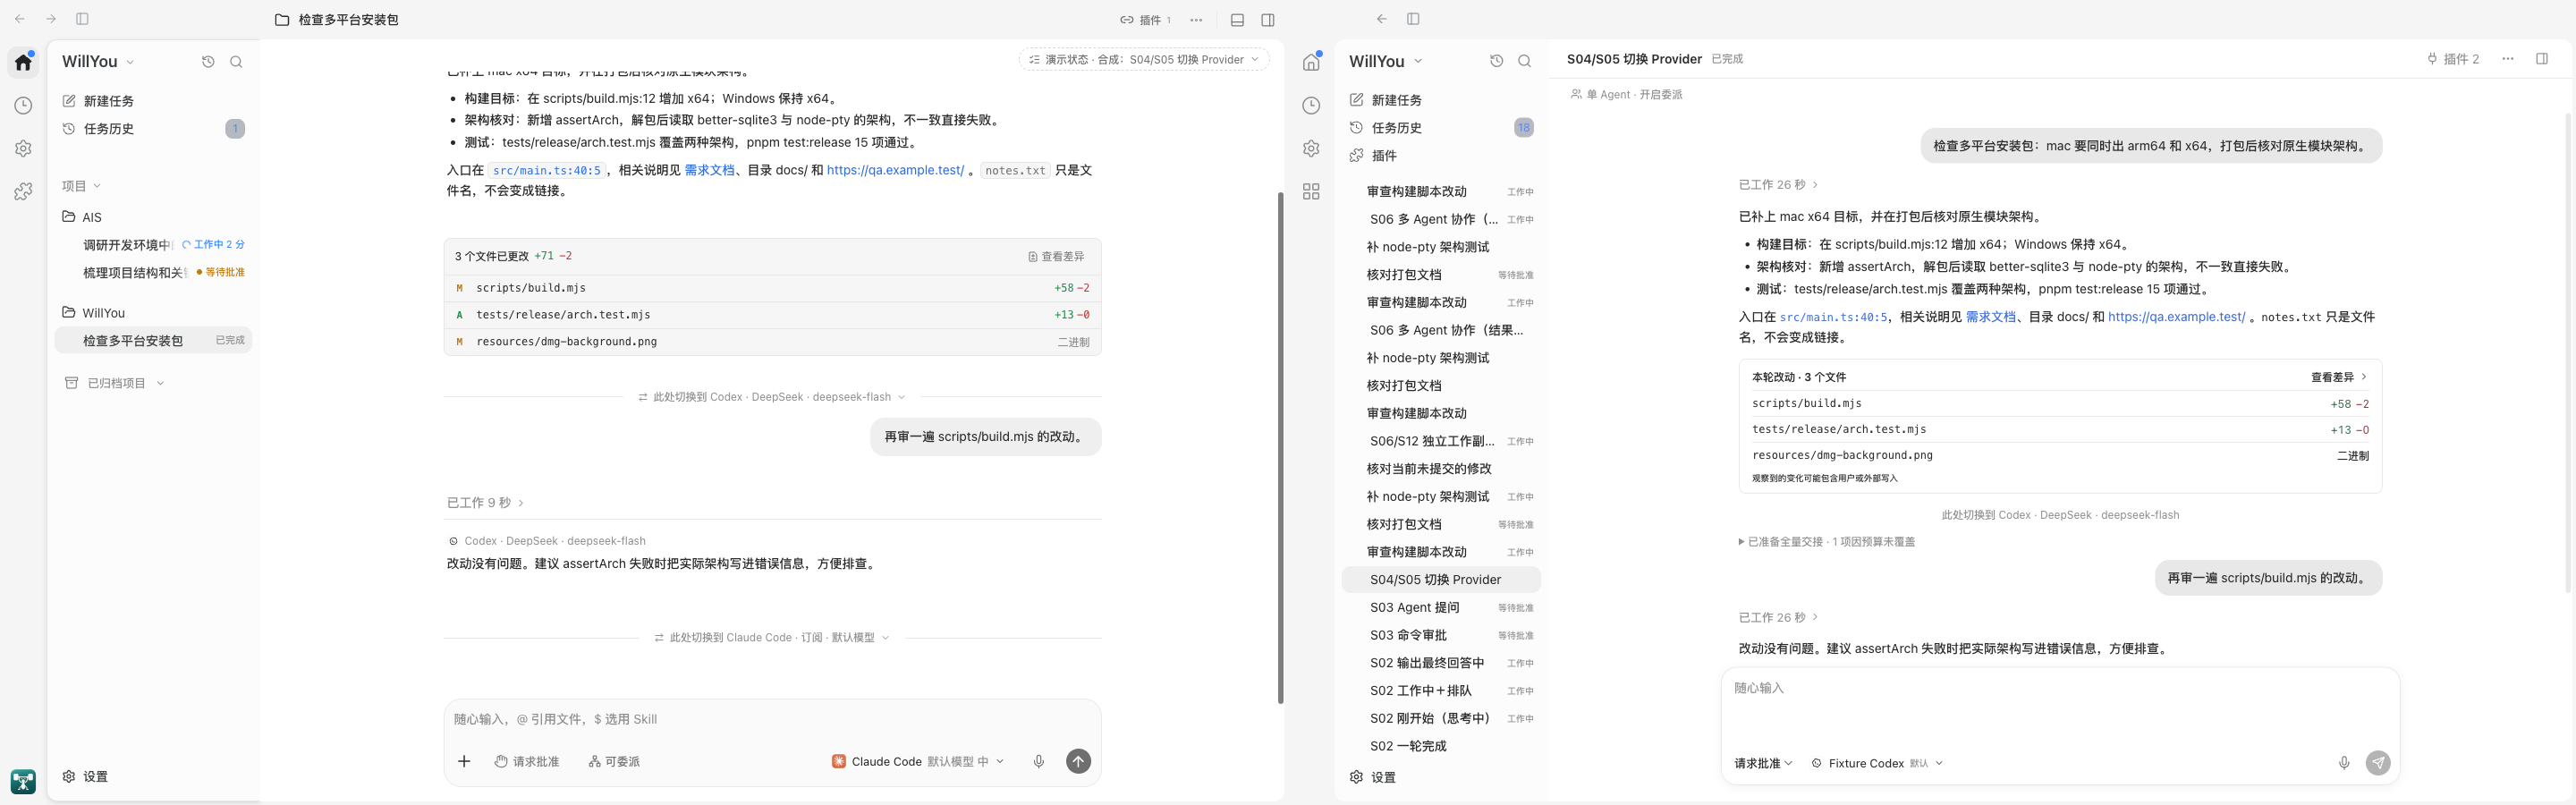 检查多平台安装包
插件 1
WillYou
新建任务
任务历史 1
项目
AIS
调研开发环境中 工作中 2 分
梳理项目结构和关 等待批准
WillYou
检查多平台安装包 已完成
已归档项目
设置
演示状态 · 合成：S04/S05 切换 Provider
已补上 mac x64 目标，并在打包后核对原生模块架构。
• 构建目标：在 scripts/build.mjs:12 增加 x64；Windows 保持 x64。
• 架构核对：新增 assertArch，解包后读取 better-sqlite3 与 node-pty 的架构，不一致直接失败。
• 测试：tests/release/arch.test.mjs 覆盖两种架构，pnpm test:release 15 项通过。
入口在 src/main.ts:40:5，相关说明见 需求文档、目录 docs/ 和 https://qa.example.test/ 。notes.txt 只是文
件名，不会变成链接。
3 个文件已更改 +71 −2 查看差异
M scripts/build.mjs +58 −2
A tests/release/arch.test.mjs +13 −0
M resources/dmg-background.png 二进制
此处切换到 Codex · DeepSeek · deepseek-flash
再审一遍 scripts/build.mjs 的改动。
已工作 9 秒
Codex · DeepSeek · deepseek-flash
改动没有问题。建议 assertArch 失败时把实际架构写进错误信息，方便排查。
此处切换到 Claude Code · 订阅 · 默认模型
随心输入，@ 引用文件，$ 选用 Skill
请求批准 可委派 Claude Code 默认模型 中
WillYou
新建任务
任务历史 18
插件
审查构建脚本改动 工作中
S06 多 Agent 协作（... 工作中
补 node-pty 架构测试
核对打包文档 等待批准
审查构建脚本改动 工作中
S06 多 Agent 协作（结果...
补 node-pty 架构测试
核对打包文档
审查构建脚本改动
S06/S12 独立工作副... 工作中
核对当前未提交的修改
补 node-pty 架构测试 工作中
核对打包文档 等待批准
审查构建脚本改动 工作中
S04/S05 切换 Provider
S03 Agent 提问 等待批准
S03 命令审批 等待批准
S02 输出最终回答中 工作中
S02 工作中＋排队 工作中
S02 刚开始（思考中） 工作中
S02 一轮完成
设置
S04/S05 切换 Provider 已完成
插件 2
单 Agent · 开启委派
检查多平台安装包：mac 要同时出 arm64 和 x64，打包后核对原生模块架构。
已工作 26 秒
已补上 mac x64 目标，并在打包后核对原生模块架构。
• 构建目标：在 scripts/build.mjs:12 增加 x64；Windows 保持 x64。
• 架构核对：新增 assertArch，解包后读取 better-sqlite3 与 node-pty 的架构，不一致直接失败。
• 测试：tests/release/arch.test.mjs 覆盖两种架构，pnpm test:release 15 项通过。
入口在 src/main.ts:40:5，相关说明见 需求文档、目录 docs/ 和 https://qa.example.test/ 。notes.txt 只是文件
名，不会变成链接。
本轮改动 · 3 个文件 查看差异
scripts/build.mjs +58 −2
tests/release/arch.test.mjs +13 −0
resources/dmg-background.png 二进制
观察到的变化可能包含用户或外部写入
此处切换到 Codex · DeepSeek · deepseek-flash
已准备全量交接 · 1 项因预算未覆盖
再审一遍 scripts/build.mjs 的改动。
已工作 26 秒
改动没有问题。建议 assertArch 失败时把实际架构写进错误信息，方便排查。
随心输入
请求批准 Fixture Codex 默认